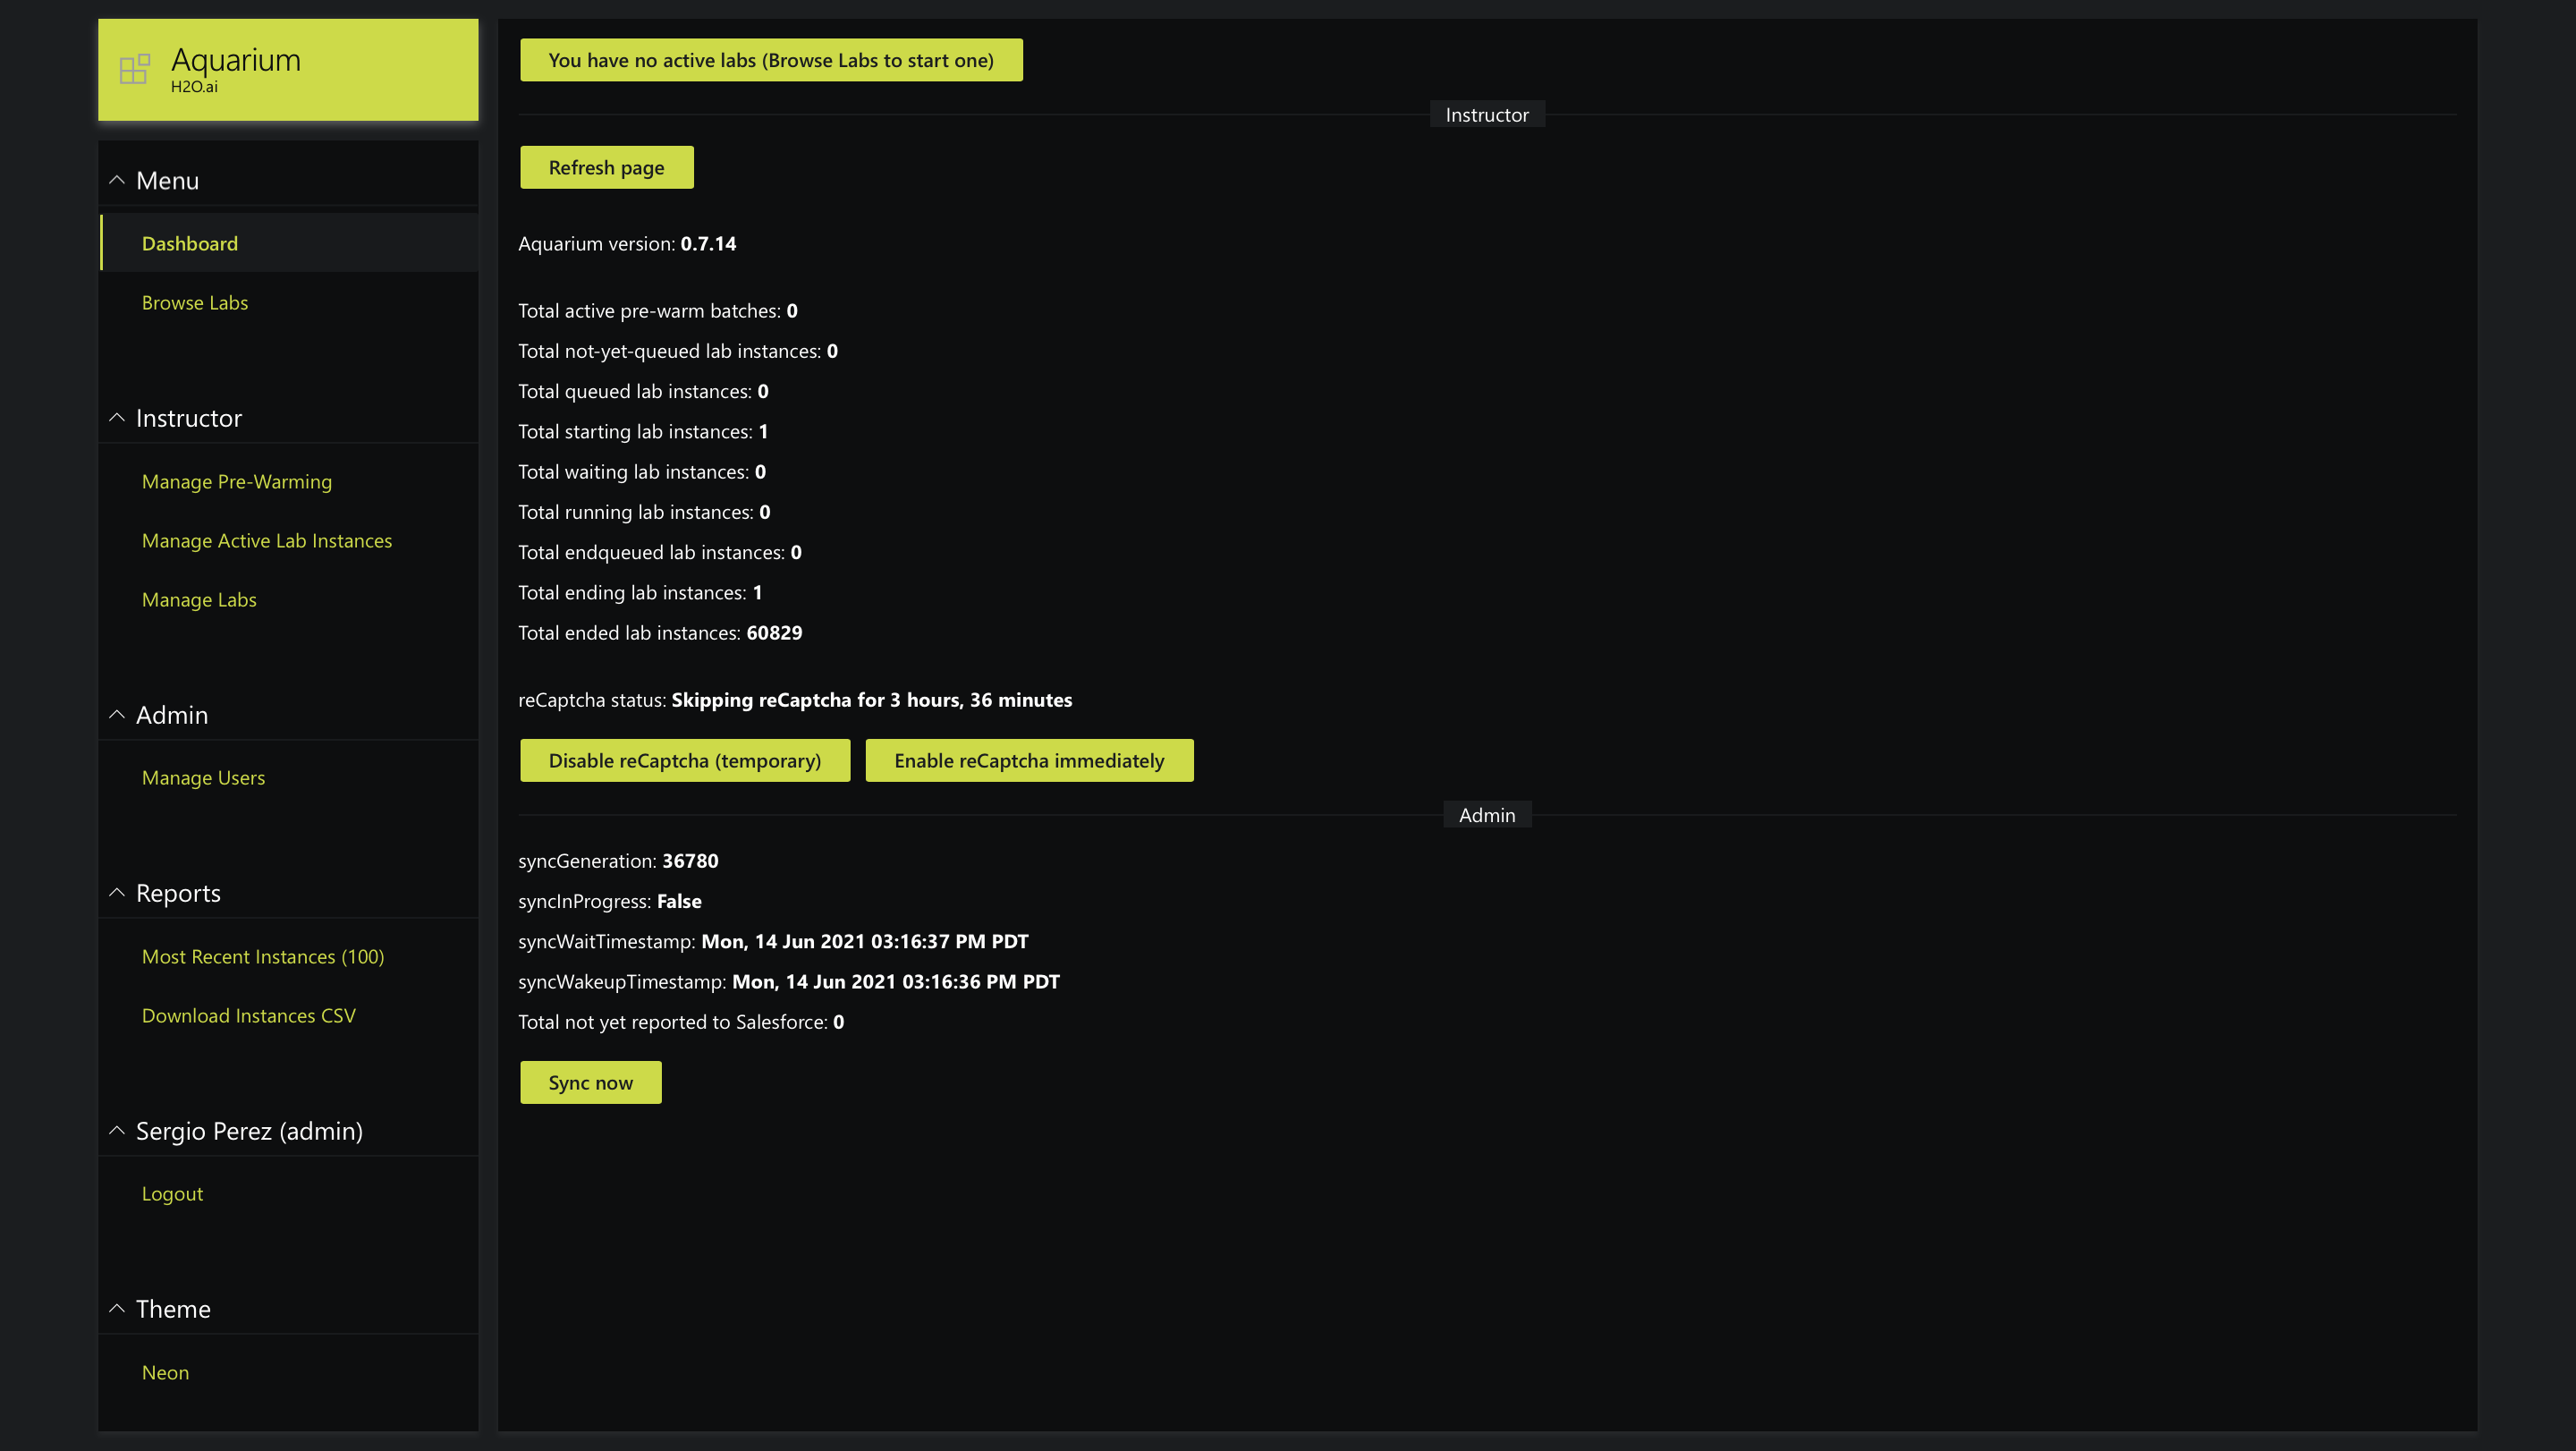 Aquarium
H2O.ai
Menu
Dashboard
Browse Labs
Instructor
Manage Pre-Warming
Manage Active Lab Instances
Manage Labs
Admin
Manage Users
Reports
Most Recent Instances (100)
Download Instances CSV
Sergio Perez (admin)
Logout
Theme
Neon
You have no active labs (Browse Labs to start one)
Instructor
Refresh page
Aquarium version: 0.7.14
Total active pre-warm batches: 0
Total not-yet-queued lab instances: 0
Total queued lab instances: 0
Total starting lab instances: 1
Total waiting lab instances: 0
Total running lab instances: 0
Total endqueued lab instances: 0
Total ending lab instances: 1
Total ended lab instances: 60829
reCaptcha status: Skipping reCaptcha for 3 hours, 36 minutes
Disable reCaptcha (temporary) Enable reCaptcha immediately
Admin
syncGeneration: 36780
syncInProgress: False
syncWaitTimestamp: Mon, 14 Jun 2021 03:16:37 PM PDT
syncWakeupTimestamp: Mon, 14 Jun 2021 03:16:36 PM PDT
Total not yet reported to Salesforce: 0
Sync now